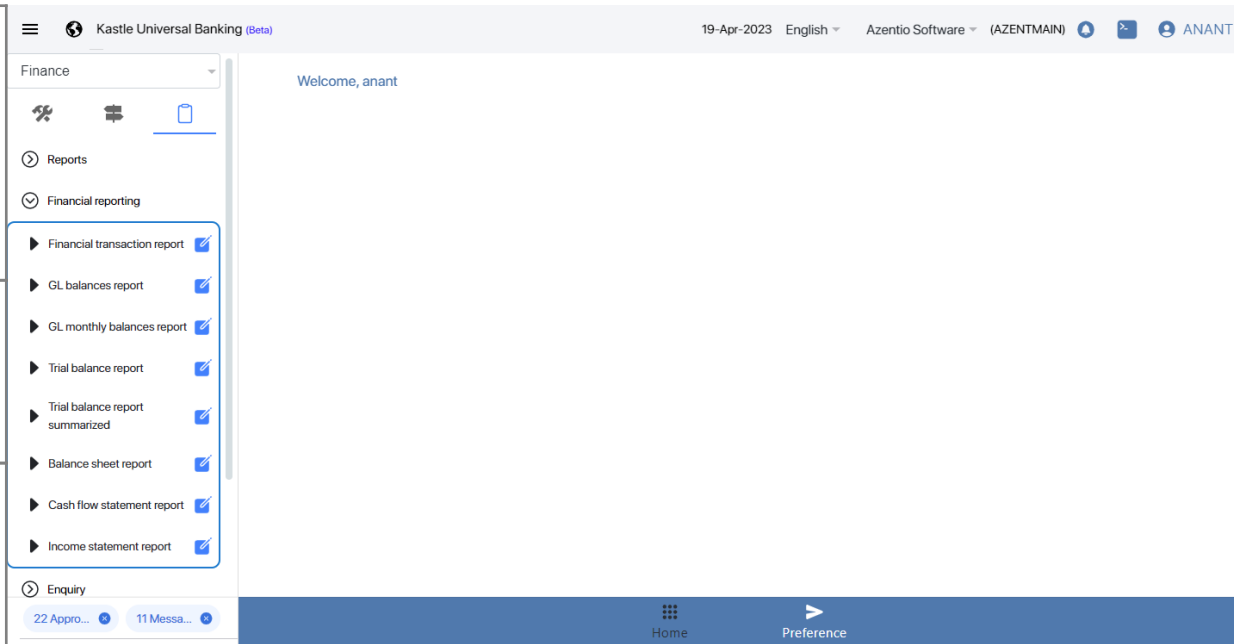 Kastle Universal Banking (Beta)
19-Apr-2023 English Azentio Software (AZENTMAIN) ANANT
Finance
Welcome, anant
Reports
Financial reporting
Financial transaction report
GL balances report
GL monthly balances report
Trial balance report
Trial balance report
summarized
Balance sheet report
Cash flow statement report
Income statement report
Enquiry
22 Appro... 11 Messa...
Home Preference